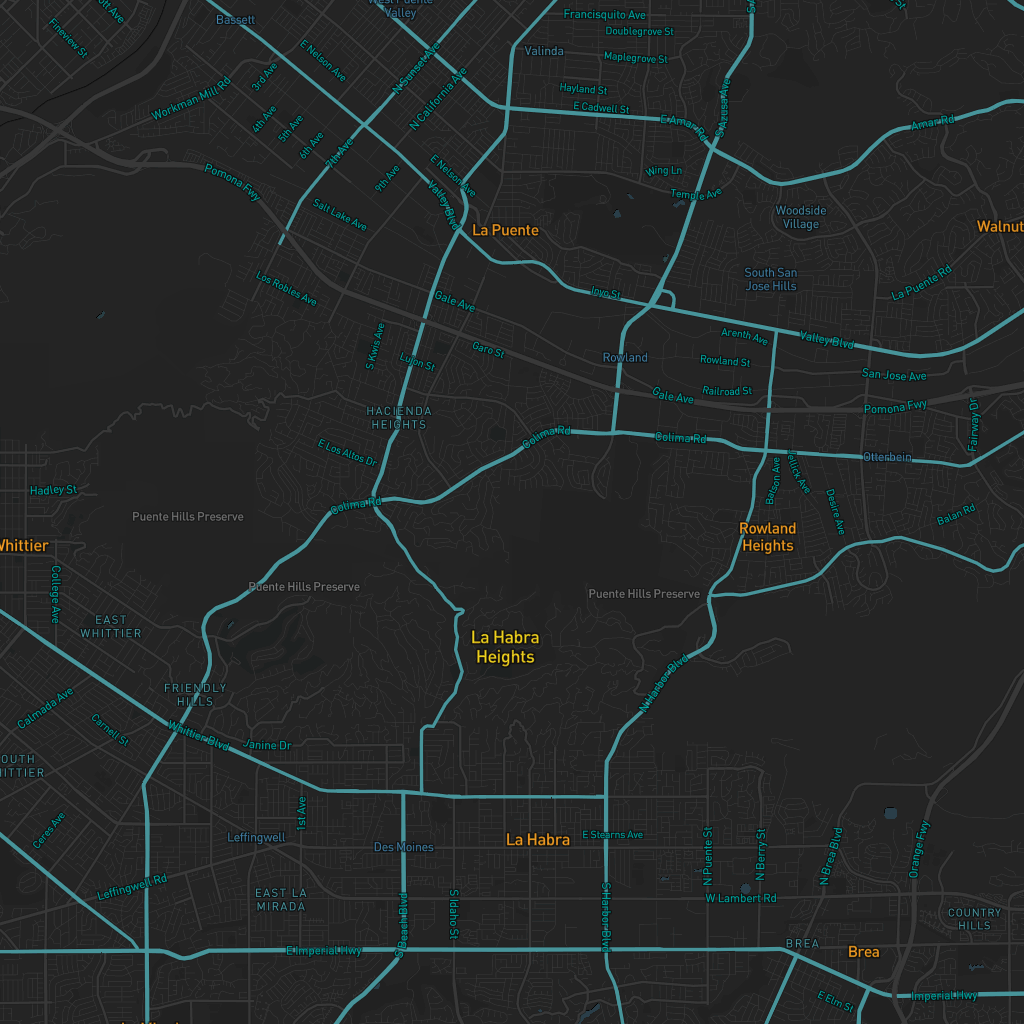 West Puente
Valley
Bassett
Fineview St
Francisquito Ave
Doublegrove St
Valinda
Maplegrove St
E Nelson Ave
N Sunset Ave
N California Ave
3rd Ave
Workman Mill Rd
Hayland St
E Cadwell St
S Azusa Ave
E Amar Rd
Amar Rd
4th Ave
5th Ave
6th Ave
7th Ave
9th Ave
E Nelson Ave
Valley Blvd
Wing Ln
Temple Ave
Pomona Fwy
Salt Lake Ave
La Puente
Woodside
Village
Walnut
South San
Jose Hills
La Puente Rd
Los Robles Ave
Gale Ave
S Kwis Ave
Lujon St
Garo St
Rowland
Arenth Ave
Valley Blvd
Rowland St
San Jose Ave
Railroad St
Gale Ave
Pomona Fwy
Fairway Dr
HACIENDA
HEIGHTS
Colima Rd
Colima Rd
Otterbein
E Los Altos Dr
Batson Ave
Desire Ave
Hadley St
Colima Rd
Puente Hills Preserve
Balan Rd
Rowland
Heights
Whittier
College Ave
Puente Hills Preserve
Puente Hills Preserve
EAST
WHITTIER
La Habra
Heights
FRIENDLY
HILLS
N Harbor Blvd
Calmada Ave
Carnell St
Whittier Blvd
Janine Dr
Ceres Ave
1st Ave
Leffingwell
Des Moines
La Habra
E Stearns Ave
N Puente St
N Berry St
N Brea Blvd
Orange Fwy
Leffingwell Rd
EAST LA
MIRADA
S Beach Blvd
S Idaho St
S Harbor Blvd
W Lambert Rd
COUNTRY
HILLS
E Imperial Hwy
BREA
Brea
E Elm St
Imperial Hwy